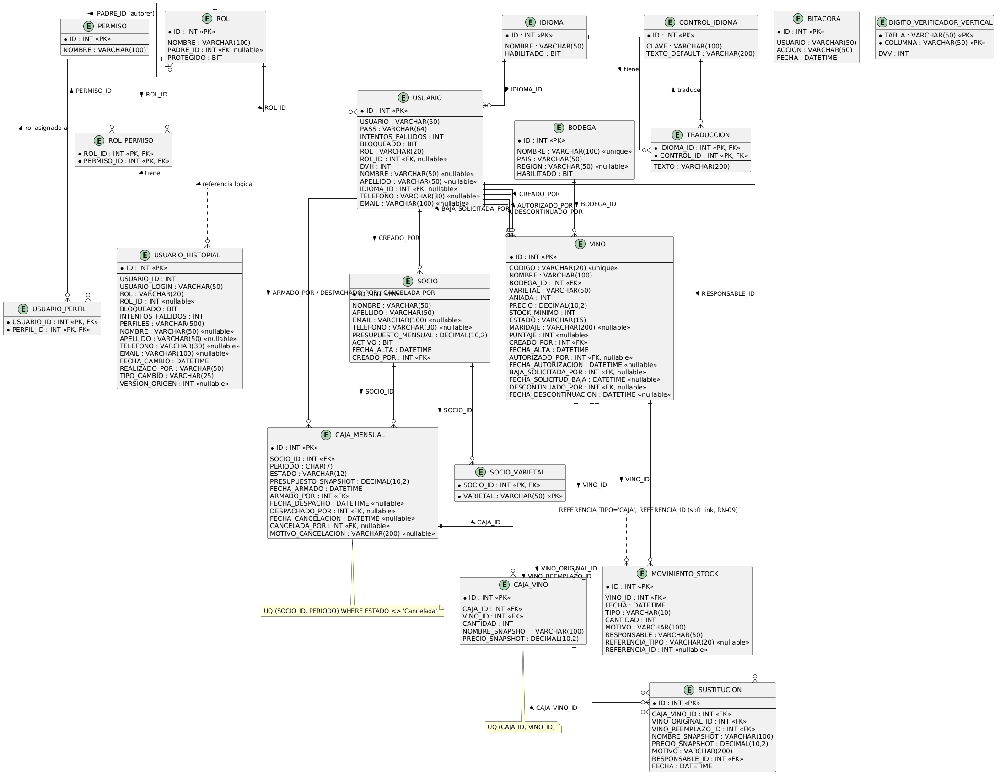 PADRE_ID (autoref)
E PERMISO
ID : INT «PK»
NOMBRE : VARCHAR(100)
E ROL
ID : INT «PK»
NOMBRE : VARCHAR(100)
PADRE_ID : INT «FK, nullable»
PROTEGIDO : BIT
E IDIOMA
ID : INT «PK»
NOMBRE : VARCHAR(50)
HABILITADO : BIT
E CONTROL_IDIOMA
ID : INT «PK»
CLAVE : VARCHAR(100)
TEXTO_DEFAULT : VARCHAR(200)
E BITACORA
ID : INT «PK»
USUARIO : VARCHAR(50)
ACCION : VARCHAR(50)
FECHA : DATETIME
E DIGITO_VERIFICADOR_VERTICAL
TABLA : VARCHAR(50) «PK»
COLUMNA : VARCHAR(50) «PK»
DVV : INT
PERMISO_ID
ROL_ID
ROL_ID
IDIOMA_ID
tiene
traduce
rol asignado a
E ROL_PERMISO
ROL_ID : INT «PK, FK»
PERMISO_ID : INT «PK, FK»
E USUARIO
ID : INT «PK»
USUARIO : VARCHAR(50)
PASS : VARCHAR(64)
INTENTOS_FALLIDOS : INT
BLOQUEADO : BIT
ROL : VARCHAR(20)
ROL_ID : INT «FK, nullable»
DVH : INT
NOMBRE : VARCHAR(50) «nullable»
APELLIDO : VARCHAR(50) «nullable»
IDIOMA_ID : INT «FK, nullable»
TELEFONO : VARCHAR(30) «nullable»
EMAIL : VARCHAR(100) «nullable»
E BODEGA
ID : INT «PK»
NOMBRE : VARCHAR(100) «unique»
PAIS : VARCHAR(50)
REGION : VARCHAR(50) «nullable»
HABILITADO : BIT
E TRADUCCION
IDIOMA_ID : INT «PK, FK»
CONTROL_ID : INT «PK, FK»
TEXTO : VARCHAR(200)
tiene
referencia logica
CREADO_POR
AUTORIZADO_POR
BODEGA_ID
BAJA_SOLICITADA_POR
DESCONTINUADO_POR
CREADO_POR
E USUARIO_HISTORIAL
ID : INT «PK»
USUARIO_ID : INT
USUARIO_LOGIN : VARCHAR(50)
ROL : VARCHAR(20)
ROL_ID : INT «nullable»
BLOQUEADO : BIT
INTENTOS_FALLIDOS : INT
PERFILES : VARCHAR(500)
NOMBRE : VARCHAR(50) «nullable»
APELLIDO : VARCHAR(50) «nullable»
TELEFONO : VARCHAR(30) «nullable»
EMAIL : VARCHAR(100) «nullable»
FECHA_CAMBIO : DATETIME
REALIZADO_POR : VARCHAR(50)
TIPO_CAMBIO : VARCHAR(25)
VERSION_ORIGEN : INT «nullable»
E USUARIO_PERFIL
USUARIO_ID : INT «PK, FK»
PERFIL_ID : INT «PK, FK»
ARMADO_POR / DESPACHADO_POR / CANCELADA_POR
E SOCIO
ID : INT «PK»
NOMBRE : VARCHAR(50)
APELLIDO : VARCHAR(50)
EMAIL : VARCHAR(100) «nullable»
TELEFONO : VARCHAR(30) «nullable»
PRESUPUESTO_MENSUAL : DECIMAL(10,2)
ACTIVO : BIT
FECHA_ALTA : DATETIME
CREADO_POR : INT «FK»
E VINO
ID : INT «PK»
CODIGO : VARCHAR(20) «unique»
NOMBRE : VARCHAR(100)
BODEGA_ID : INT «FK»
VARIETAL : VARCHAR(50)
ANIADA : INT
PRECIO : DECIMAL(10,2)
STOCK_MINIMO : INT
ESTADO : VARCHAR(15)
MARIDAJE : VARCHAR(200) «nullable»
PUNTAJE : INT «nullable»
CREADO_POR : INT «FK»
FECHA_ALTA : DATETIME
AUTORIZADO_POR : INT «FK, nullable»
FECHA_AUTORIZACION : DATETIME «nullable»
BAJA_SOLICITADA_POR : INT «FK, nullable»
FECHA_SOLICITUD_BAJA : DATETIME «nullable»
DESCONTINUADO_POR : INT «FK, nullable»
FECHA_DESCONTINUACION : DATETIME «nullable»
RESPONSABLE_ID
SOCIO_ID
SOCIO_ID
E CAJA_MENSUAL
ID : INT «PK»
SOCIO_ID : INT «FK»
PERIODO : CHAR(7)
ESTADO : VARCHAR(12)
PRESUPUESTO_SNAPSHOT : DECIMAL(10,2)
FECHA_ARMADO : DATETIME
ARMADO_POR : INT «FK»
FECHA_DESPACHO : DATETIME «nullable»
DESPACHADO_POR : INT «FK, nullable»
FECHA_CANCELACION : DATETIME «nullable»
CANCELADA_POR : INT «FK, nullable»
MOTIVO_CANCELACION : VARCHAR(200) «nullable»
E SOCIO_VARIETAL
SOCIO_ID : INT «PK, FK»
VARIETAL : VARCHAR(50) «PK»
VINO_ID
VINO_ID
REFERENCIA_TIPO='CAJA', REFERENCIA_ID (soft link, RN-09)
CAJA_ID
VINO_ORIGINAL_ID
VINO_REEMPLAZO_ID
UQ (SOCIO_ID, PERIODO) WHERE ESTADO <> 'Cancelada'
E CAJA_VINO
ID : INT «PK»
CAJA_ID : INT «FK»
VINO_ID : INT «FK»
CANTIDAD : INT
NOMBRE_SNAPSHOT : VARCHAR(100)
PRECIO_SNAPSHOT : DECIMAL(10,2)
E MOVIMIENTO_STOCK
ID : INT «PK»
VINO_ID : INT «FK»
FECHA : DATETIME
TIPO : VARCHAR(10)
CANTIDAD : INT
MOTIVO : VARCHAR(100)
RESPONSABLE : VARCHAR(50)
REFERENCIA_TIPO : VARCHAR(20) «nullable»
REFERENCIA_ID : INT «nullable»
CAJA_VINO_ID
UQ (CAJA_ID, VINO_ID)
E SUSTITUCION
ID : INT «PK»
CAJA_VINO_ID : INT «FK»
VINO_ORIGINAL_ID : INT «FK»
VINO_REEMPLAZO_ID : INT «FK»
NOMBRE_SNAPSHOT : VARCHAR(100)
PRECIO_SNAPSHOT : DECIMAL(10,2)
MOTIVO : VARCHAR(200)
RESPONSABLE_ID : INT «FK»
FECHA : DATETIME